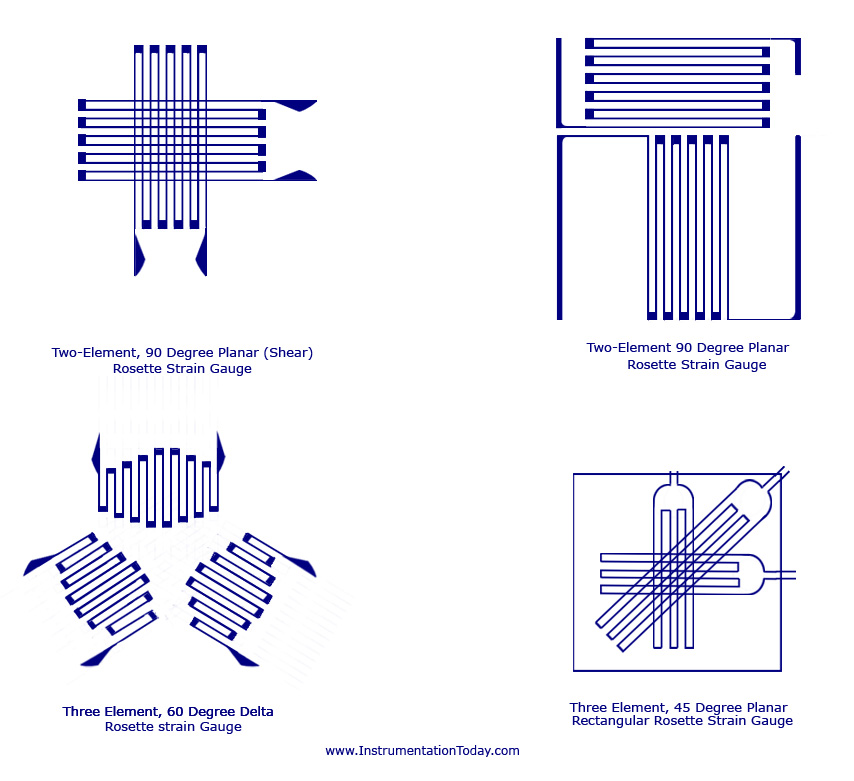 Two-Element, 90 Degree Planar (Shear)
Rosette Strain Gauge
Two-Element 90 Degree Planar
Rosette Strain Gauge
Three Element, 60 Degree Delta
Rosette strain Gauge
Three Element, 45 Degree Planar
Rectangular Rosette Strain Gauge
www.InstrumentationToday.com